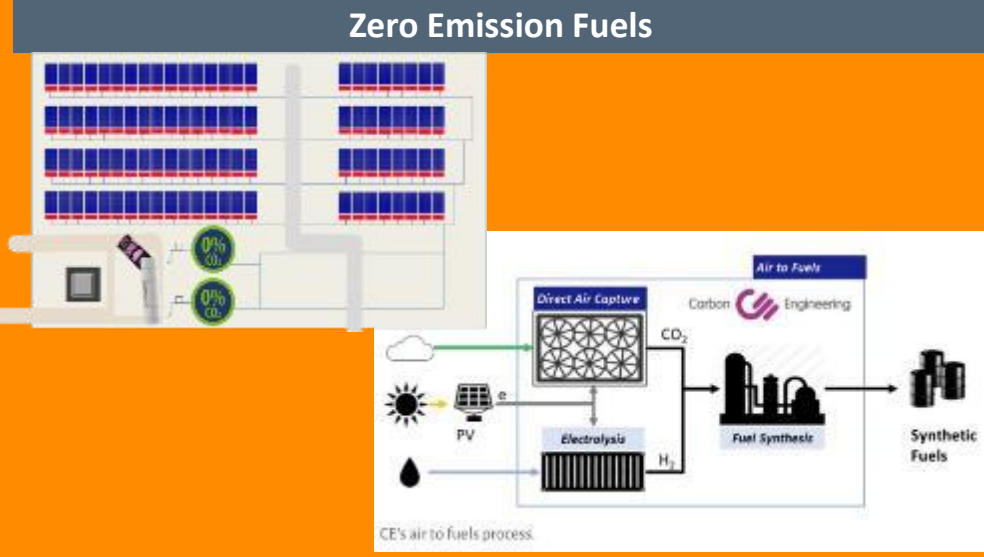 Zero Emission Fuels
0%
CO₂
0%
CO₂
Air to Fuels
Direct Air Capture
Carbon Engineering
CO₂
e
PV
Electrolysis
H₂
Fuel Synthesis
Synthetic
Fuels
CE's air to fuels process.